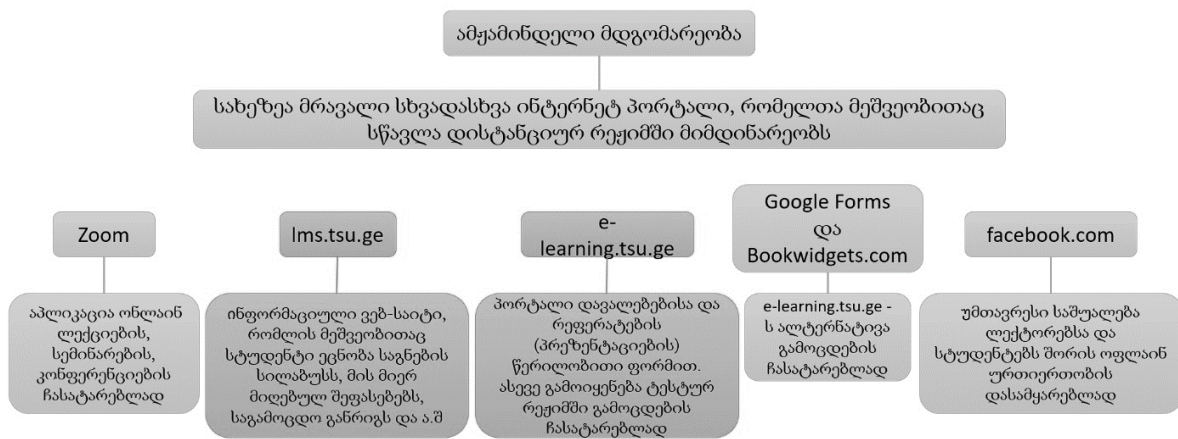 ამჟამინდელი მდგომარეობა
სახეზეა მრავალი სხვადასხვა ინტერნეტ პორტალი, რომელთა მეშვეობითაც
სწავლა დისტანციურ რეჟიმში მიმდინარეობს
Zoom
აპლიკაცია ონლაინ
ლექციების,
სემინარების,
კონფერენციების
ჩასატარებლად
lms.tsu.ge
ინფორმაციული ვებ-საიტი,
რომლის მეშვეობითაც
სტუდენტი ეცნობა საგნების
სილაბუსს, მის მიერ
მიღებულ შეფასებებს,
საგამოცდო განრიგს და ა.შ
e-
learning.tsu.ge
პორტალი დავალებებისა და
რეფერატების
(პრეზენტაციების)
წერილობითი ფორმით.
ასევე გამოიყენება ტესტურ
რეჟიმში გამოცდების
ჩასატარებლად
Google Forms
და
Bookwidgets.com
e-learning.tsu.ge -
ს ალტერნატივა
გამოცდების
ჩასატარებლად
facebook.com
უმთავრესი საშუალება
ლექტორებსა და
სტუდენტებს შორის ოფლაინ
ურთიერთობის
დასამყარებლად